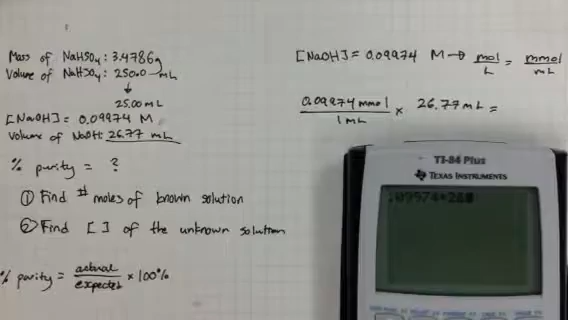 Mass of NaHSO4: 3.4786g
Volume of NaHSO4: 250.0 mL
↓
25.00 mL
[NaOH] = 0.09974 M
Volume of NaOH: 26.77 mL
% purity = ?
① Find # moles of known solution
② Find [ ] of the unknown solution
% purity = actual/expected × 100%
[NaOH] = 0.09974 M → mol/L = mmol/mL
0.09974 mmol/1 mL × 26.77 mL =
TI-84 Plus
TEXAS INSTRUMENTS
.09974*26